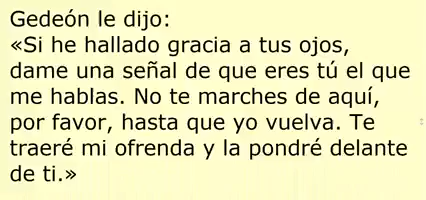 Gedeón le dijo:
«Si he hallado gracia a tus ojos,
dame una señal de que eres tú el que
me hablas. No te marches de aquí,
por favor, hasta que yo vuelva. Te
traeré mi ofrenda y la pondré delante
de ti.»